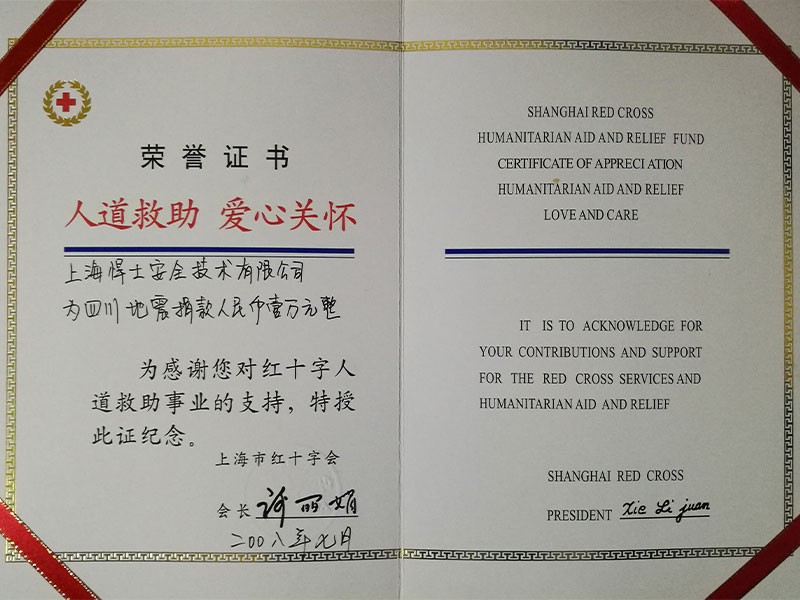 荣誉证书
人道救助 爱心关怀
上海悍士安全技术有限公司
为四川地震捐款人民币壹万元整
为感谢您对红十字人
道救助事业的支持，特授
此证纪念。
上海市红十字会
会长 谢丽娟
二00八年七月
SHANGHAI RED CROSS
HUMANITARIAN AID AND RELIEF FUND
CERTIFICATE OF APPRECIATION
HUMANITARIAN AID AND RELIEF
LOVE AND CARE
IT IS TO ACKNOWLEDGE FOR
YOUR CONTRIBUTIONS AND SUPPORT
FOR THE RED CROSS SERVICES AND
HUMANITARIAN AID AND RELIEF
SHANGHAI RED CROSS
PRESIDENT Xie Li juan